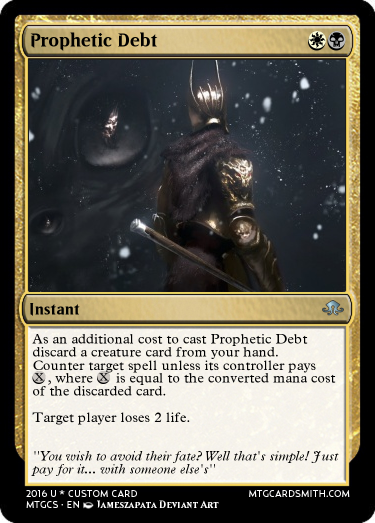 Prophetic Debt
Instant
As an additional cost to cast Prophetic Debt
discard a creature card from your hand.
Counter target spell unless its controller pays
X, where X is equal to the converted mana cost
of the discarded card.
Target player loses 2 life.
"You wish to avoid their fate? Well that's simple! Just
pay for it... with someone else's"
2016 U * CUSTOM CARD
MTGCARDSMITH.COM
MTGCS · EN JAMESZAPATA DEVIANT ART